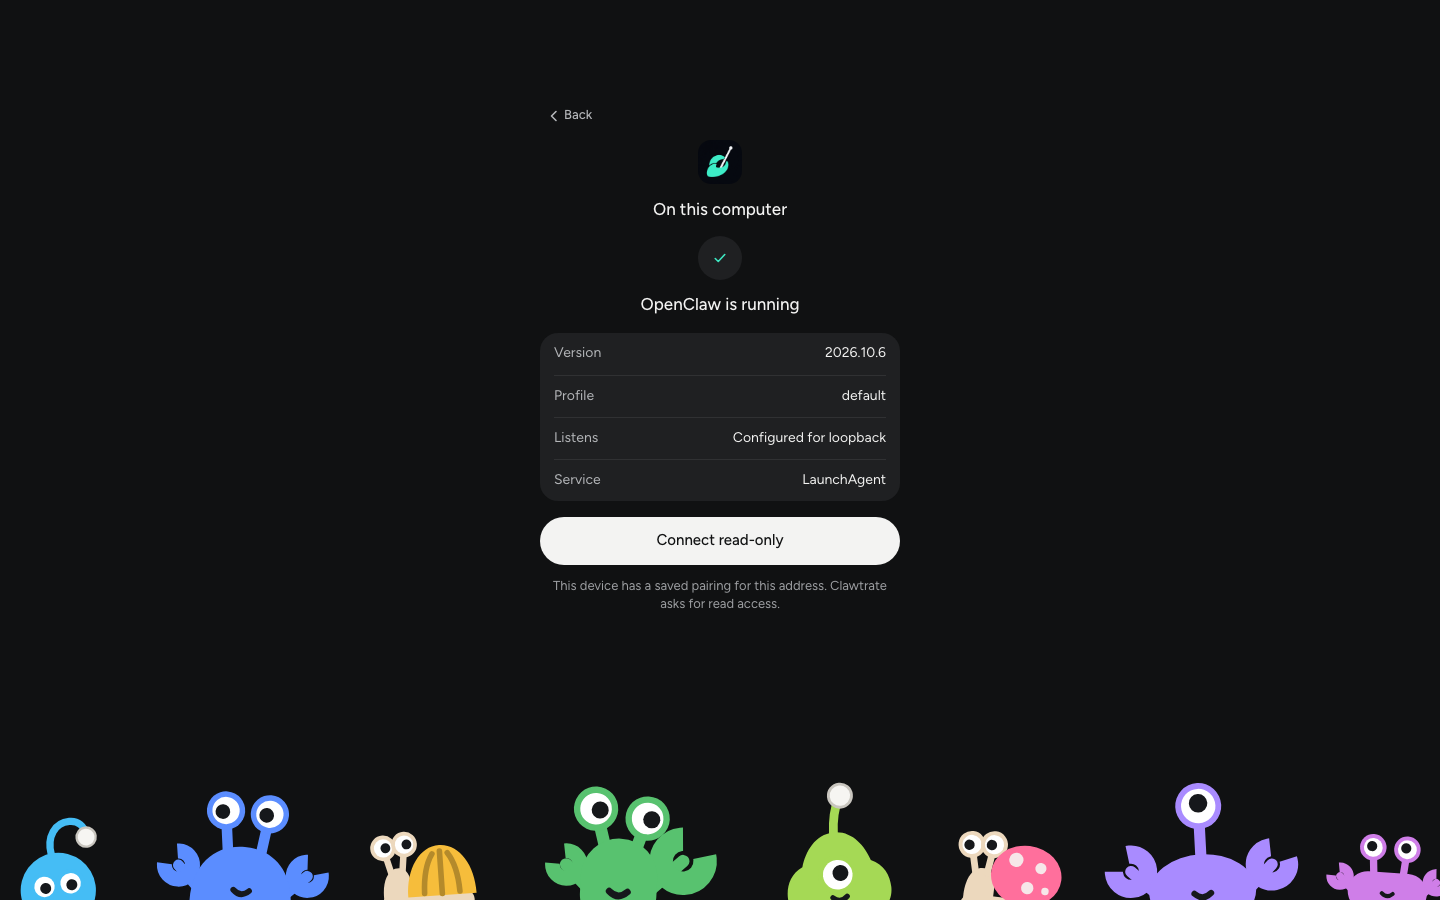 Back
On this computer
OpenClaw is running
Version 2026.10.6
Profile default
Listens Configured for loopback
Service LaunchAgent
Connect read-only
This device has a saved pairing for this address. Clawtrate
asks for read access.